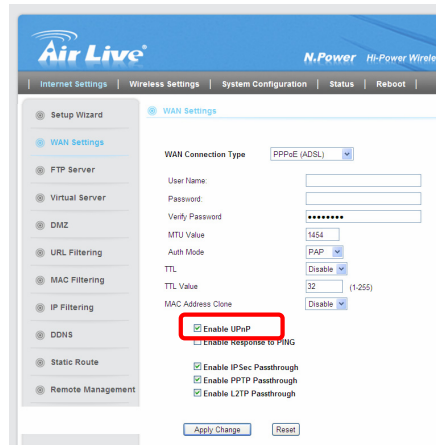 Air Live®
N.Power Hi-Power Wirele
Internet Settings | Wireless Settings | System Configuration | Status | Reboot |
Setup Wizard
WAN Settings
FTP Server
Virtual Server
DMZ
URL Filtering
MAC Filtering
IP Filtering
DDNS
Static Route
Remote Management
WAN Settings
WAN Connection Type PPPoE (ADSL)
User Name:
Password:
Verify Password ••••••••
MTU Value 1454
Auth Mode PAP
TTL Disable
TTL Value 32 (1-255)
MAC Address Clone Disable
Enable UPnP
Enable Response to PING
Enable IPSec Passthrough
Enable PPTP Passthrough
Enable L2TP Passthrough
Apply Change Reset